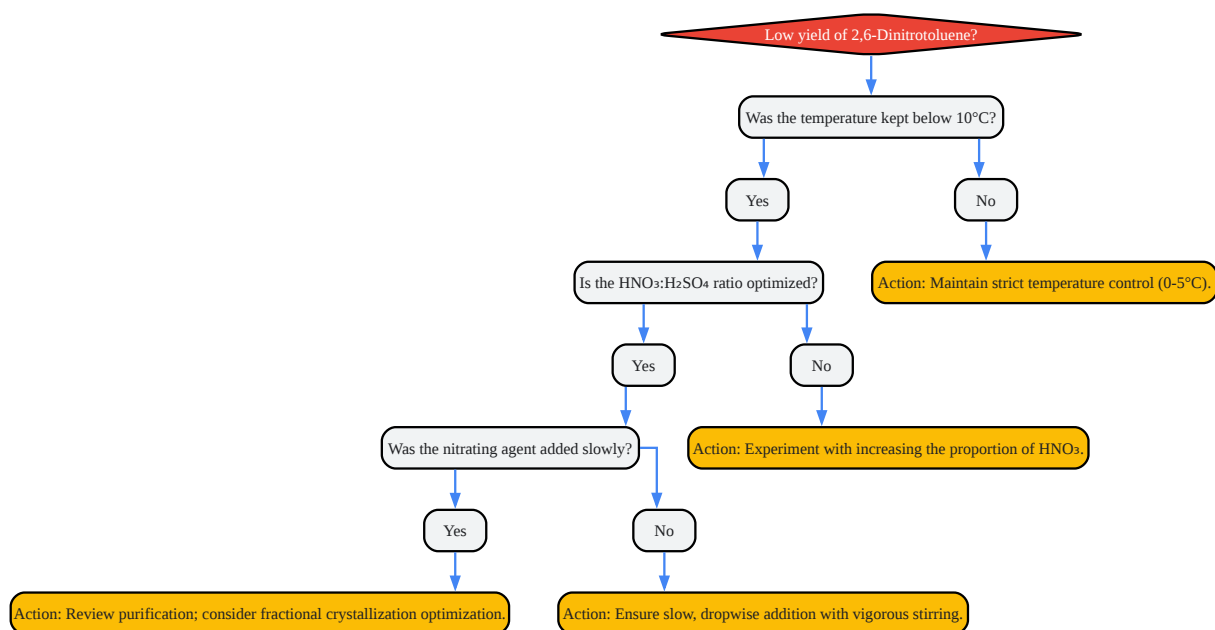 Low yield of 2,6-Dinitrotoluene?
Was the temperature kept below 10°C?
Yes
No
Is the HNO₃:H₂SO₄ ratio optimized?
Action: Maintain strict temperature control (0-5°C).
Yes
No
Was the nitrating agent added slowly?
Action: Experiment with increasing the proportion of HNO₃.
Yes
No
Action: Review purification; consider fractional crystallization optimization.
Action: Ensure slow, dropwise addition with vigorous stirring.